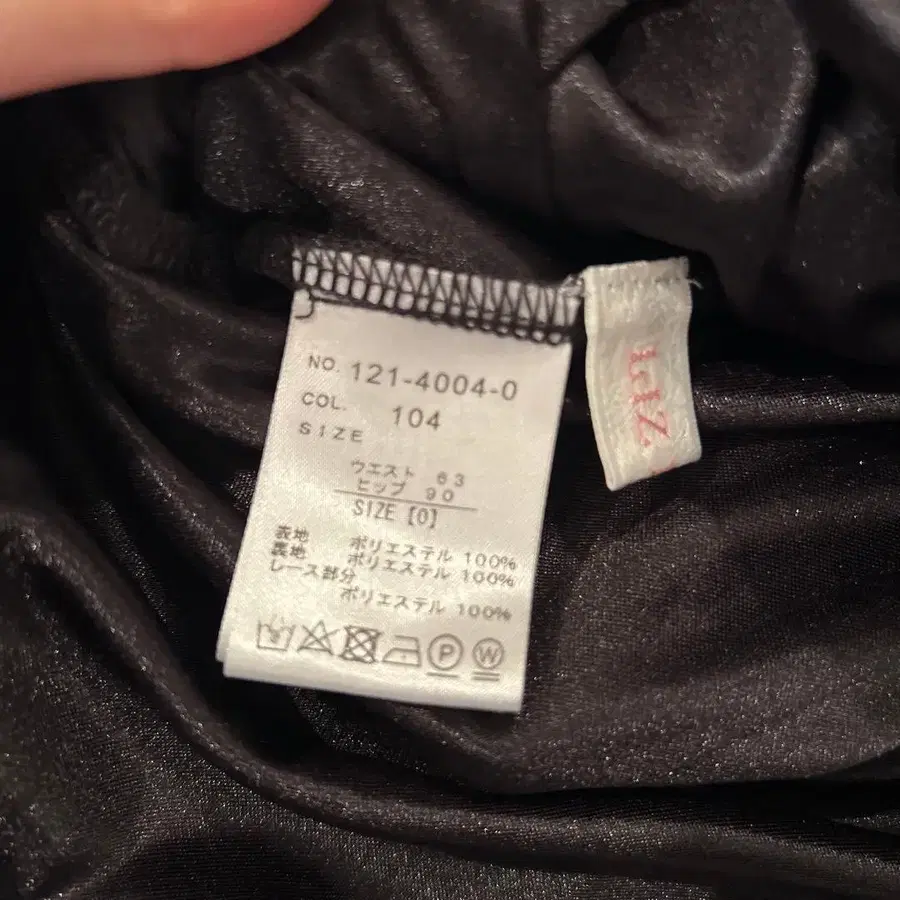 NO. 121-4004-0
COL. 104
SIZE
ウエスト 63
ヒップ 90
SIZE [0]
表地 ポリエステル 100%
表地 ポリエステル 100%
レース部分
ポリエステル 100%
P W